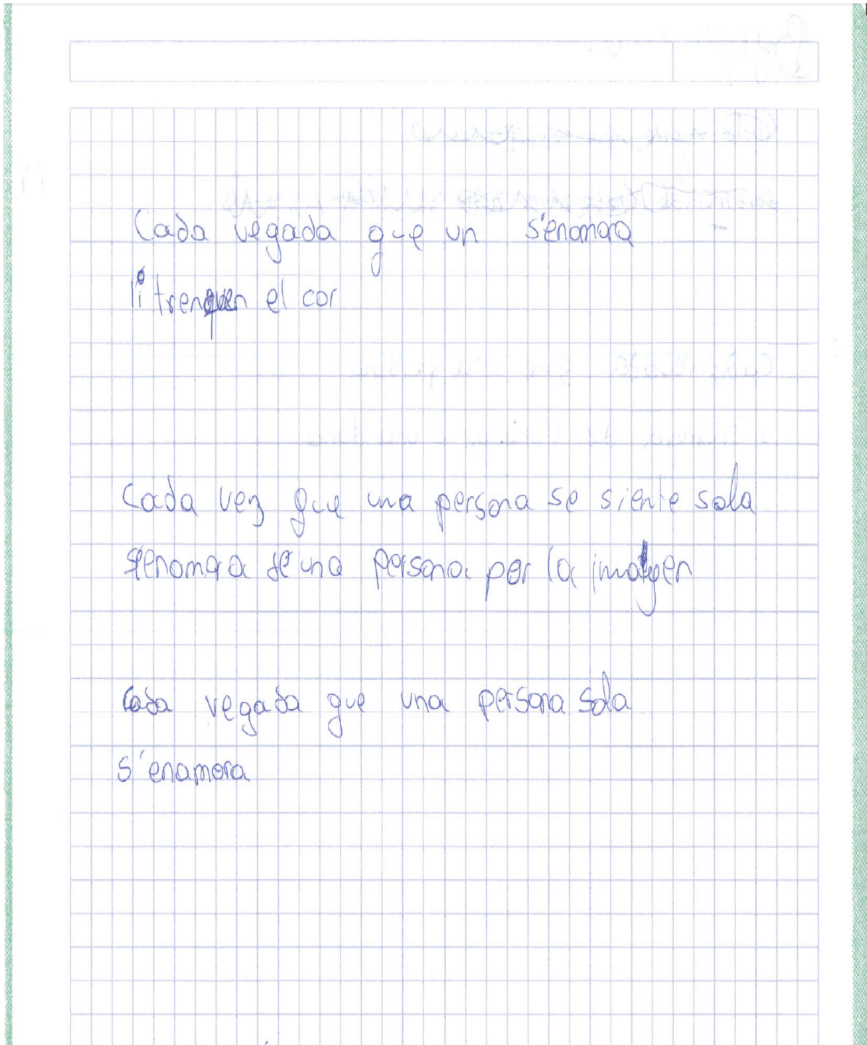 Cada vegada que un s'enamora
li trenquen el cor
Cada vez que una persona se siente sola
s'enomora de una persona per la imatgen
Cada vegada que una persona sola
s'enamora